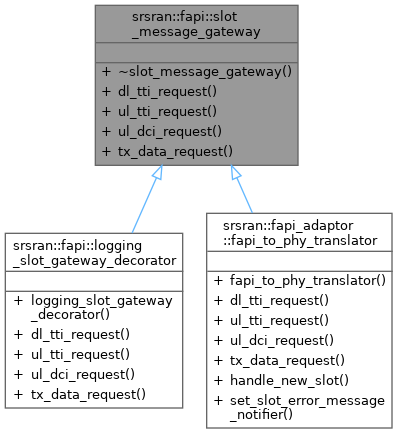 srsran::fapi::slot
_message_gateway
+ ~slot_message_gateway()
+ dl_tti_request()
+ ul_tti_request()
+ ul_dci_request()
+ tx_data_request()
srsran::fapi::logging
_slot_gateway_decorator
+ logging_slot_gateway
_decorator()
+ dl_tti_request()
+ ul_tti_request()
+ ul_dci_request()
+ tx_data_request()
srsran::fapi_adaptor
::fapi_to_phy_translator
+ fapi_to_phy_translator()
+ dl_tti_request()
+ ul_tti_request()
+ ul_dci_request()
+ tx_data_request()
+ handle_new_slot()
+ set_slot_error_message
_notifier()